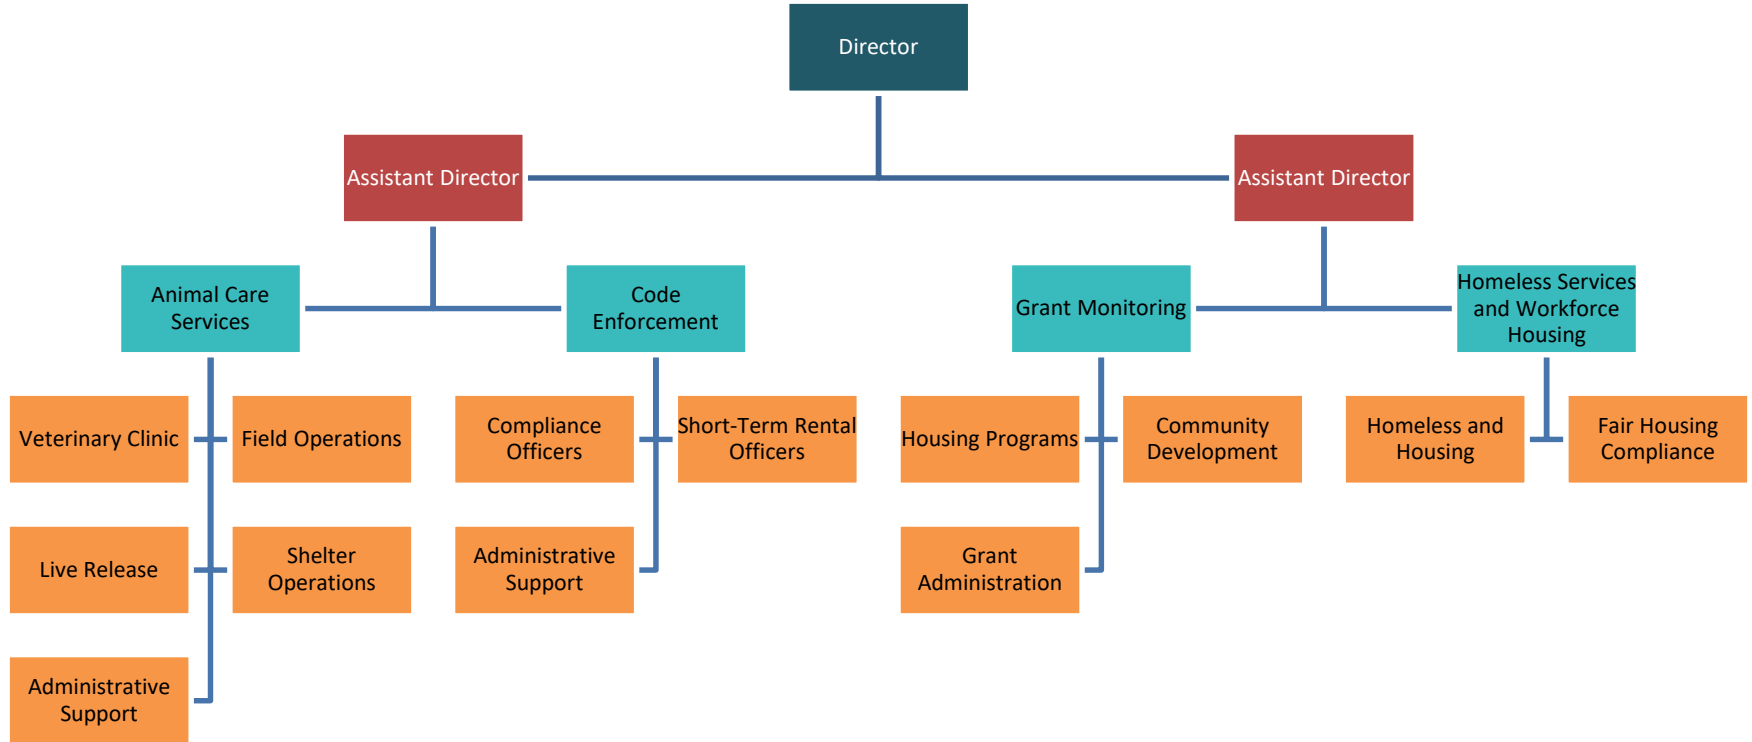 Director
Assistant Director
Assistant Director
Animal Care
Services
Code
Enforcement
Grant Monitoring
Homeless Services
and Workforce
Housing
Veterinary Clinic
Field Operations
Compliance
Officers
Short-Term Rental
Officers
Housing Programs
Community
Development
Homeless and
Housing
Fair Housing
Compliance
Live Release
Shelter
Operations
Administrative
Support
Grant
Administration
Administrative
Support